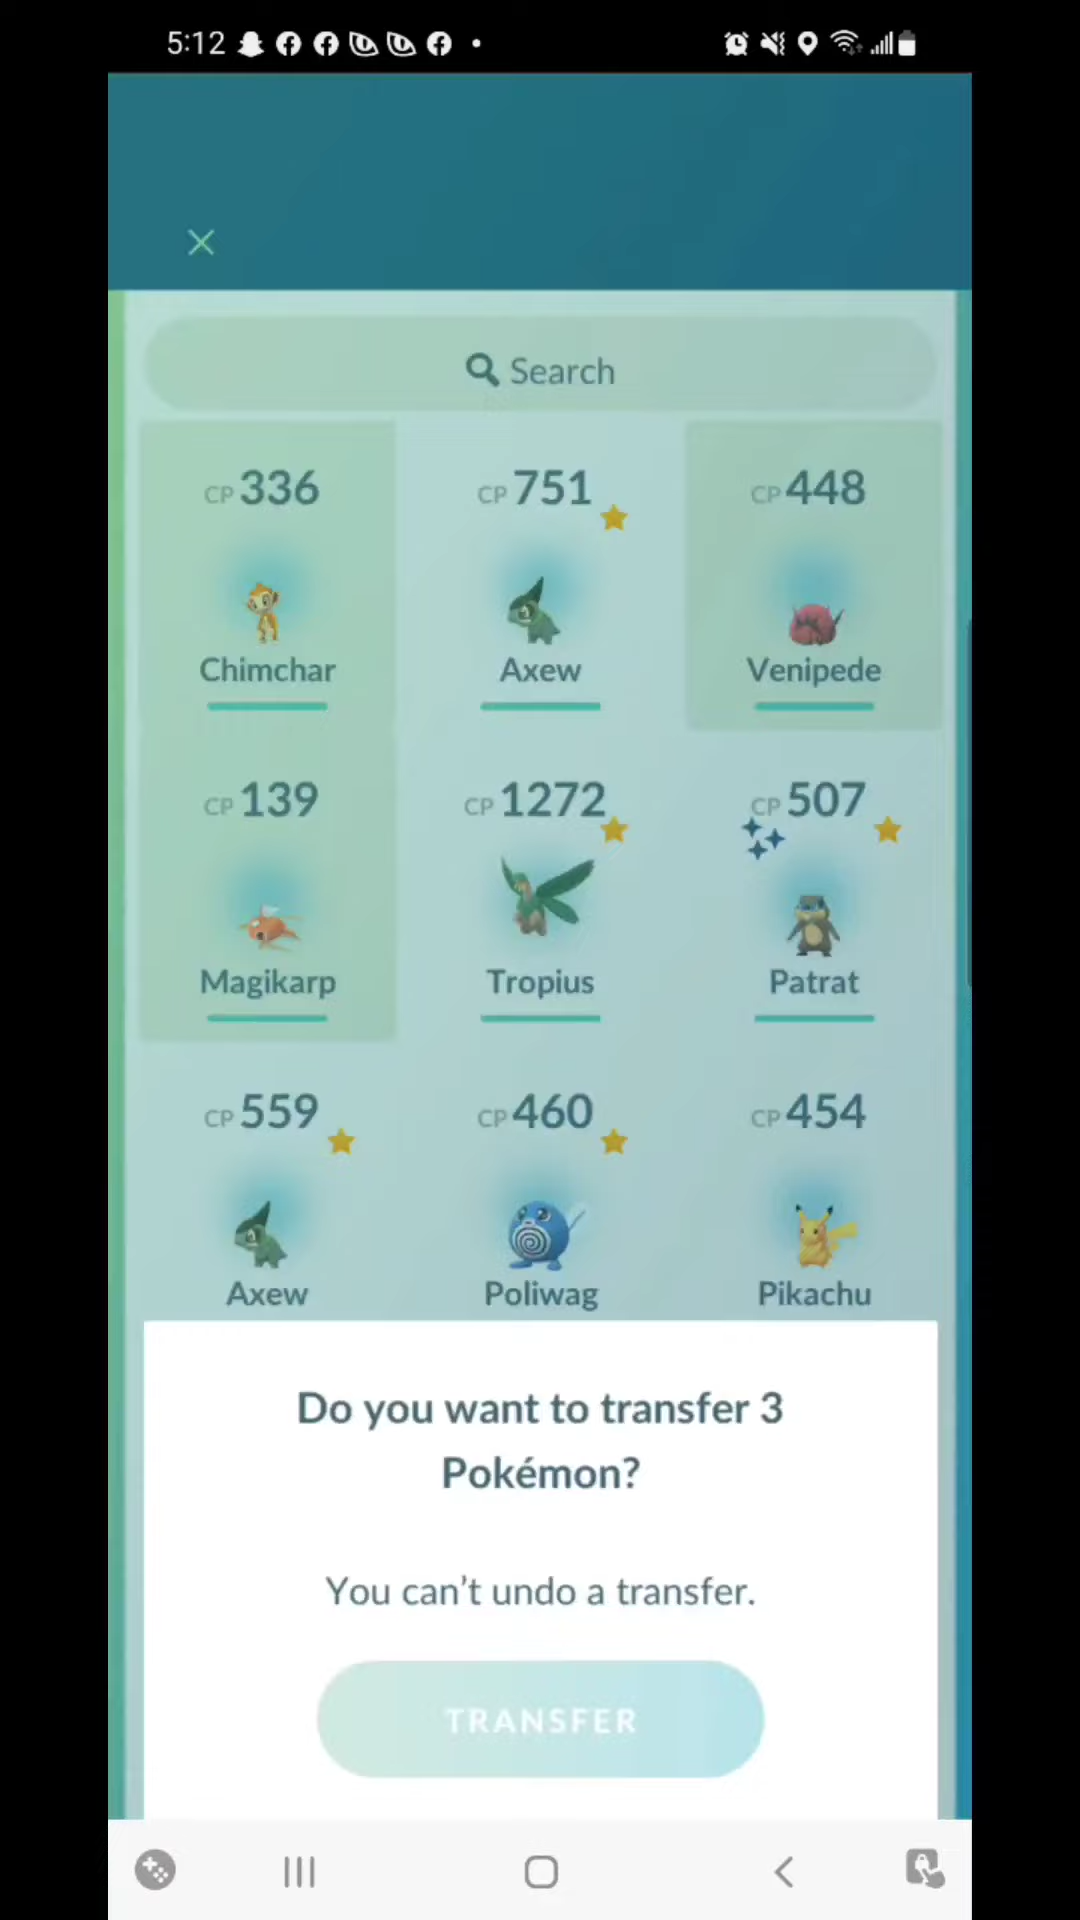 5:12
Search
CP 336 CP 751 CP 448
Chimchar Axew Venipede
CP 139 CP 1272 CP 507
Magikarp Tropius Patrat
CP 559 CP 460 CP 454
Axew Poliwag Pikachu
Do you want to transfer 3
Pokémon?
You can't undo a transfer.
TRANSFER